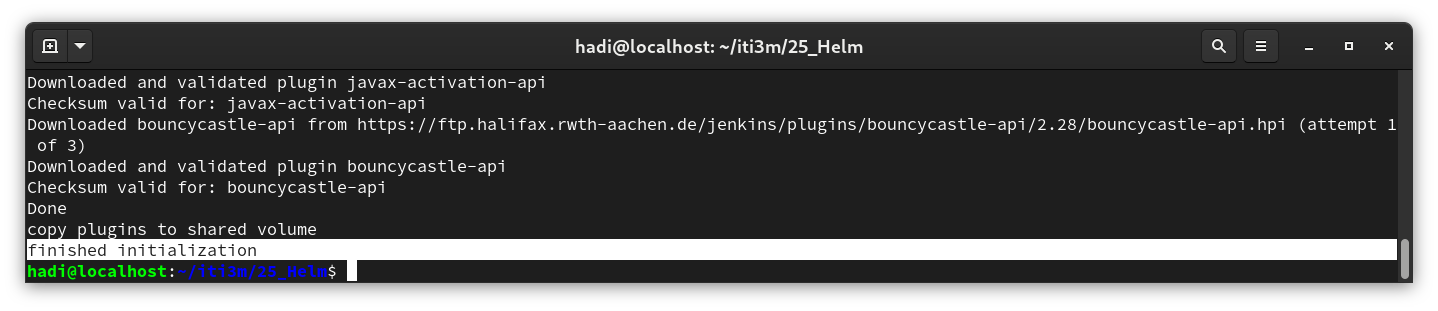 hadi@localhost: ~/iti3m/25_Helm
Downloaded and validated plugin javax-activation-api
Checksum valid for: javax-activation-api
Downloaded bouncycastle-api from https://ftp.halifax.rwth-aachen.de/jenkins/plugins/bouncycastle-api/2.28/bouncycastle-api.hpi (attempt 1
 of 3)
Downloaded and validated plugin bouncycastle-api
Checksum valid for: bouncycastle-api
Done
copy plugins to shared volume
finished initialization
hadi@localhost:~/iti3m/25_Helm$